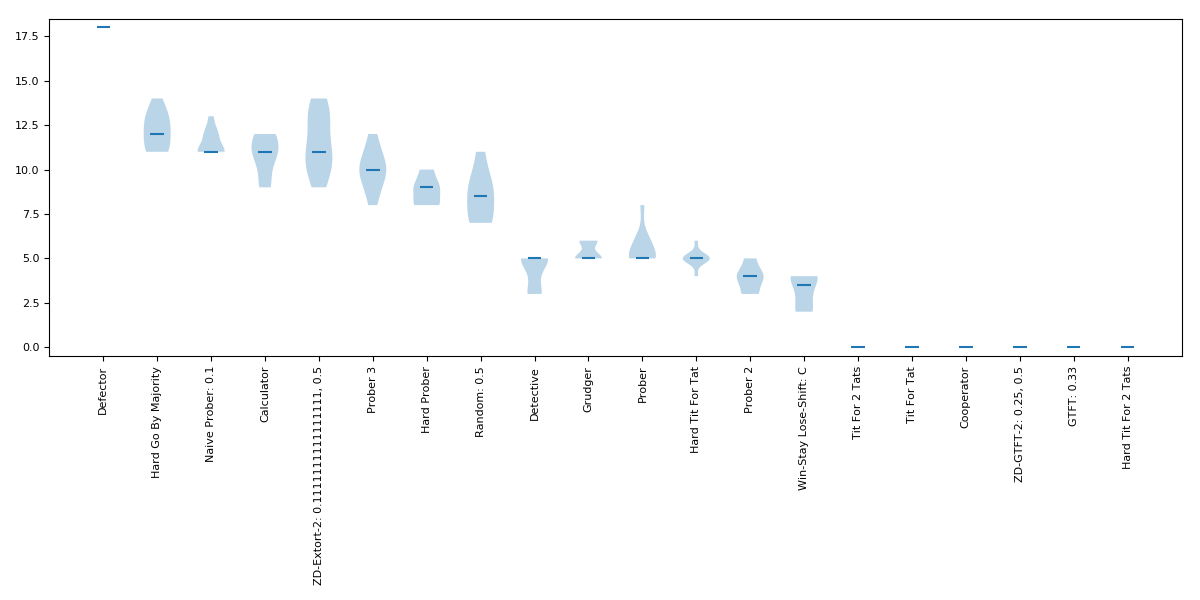 17.5
15.0
12.5
10.0
7.5
5.0
2.5
0.0
Defector
Hard Go By Majority
Naive Prober: 0.1
Calculator
ZD-Extort-2: 0.1111111111111111, 0.5
Prober 3
Hard Prober
Random: 0.5
Detective
Grudger
Prober
Hard Tit For Tat
Prober 2
Win-Stay Lose-Shift: C
Tit For 2 Tats
Tit For Tat
Cooperator
ZD-GTFT-2: 0.25, 0.5
GTFT: 0.33
Hard Tit For 2 Tats